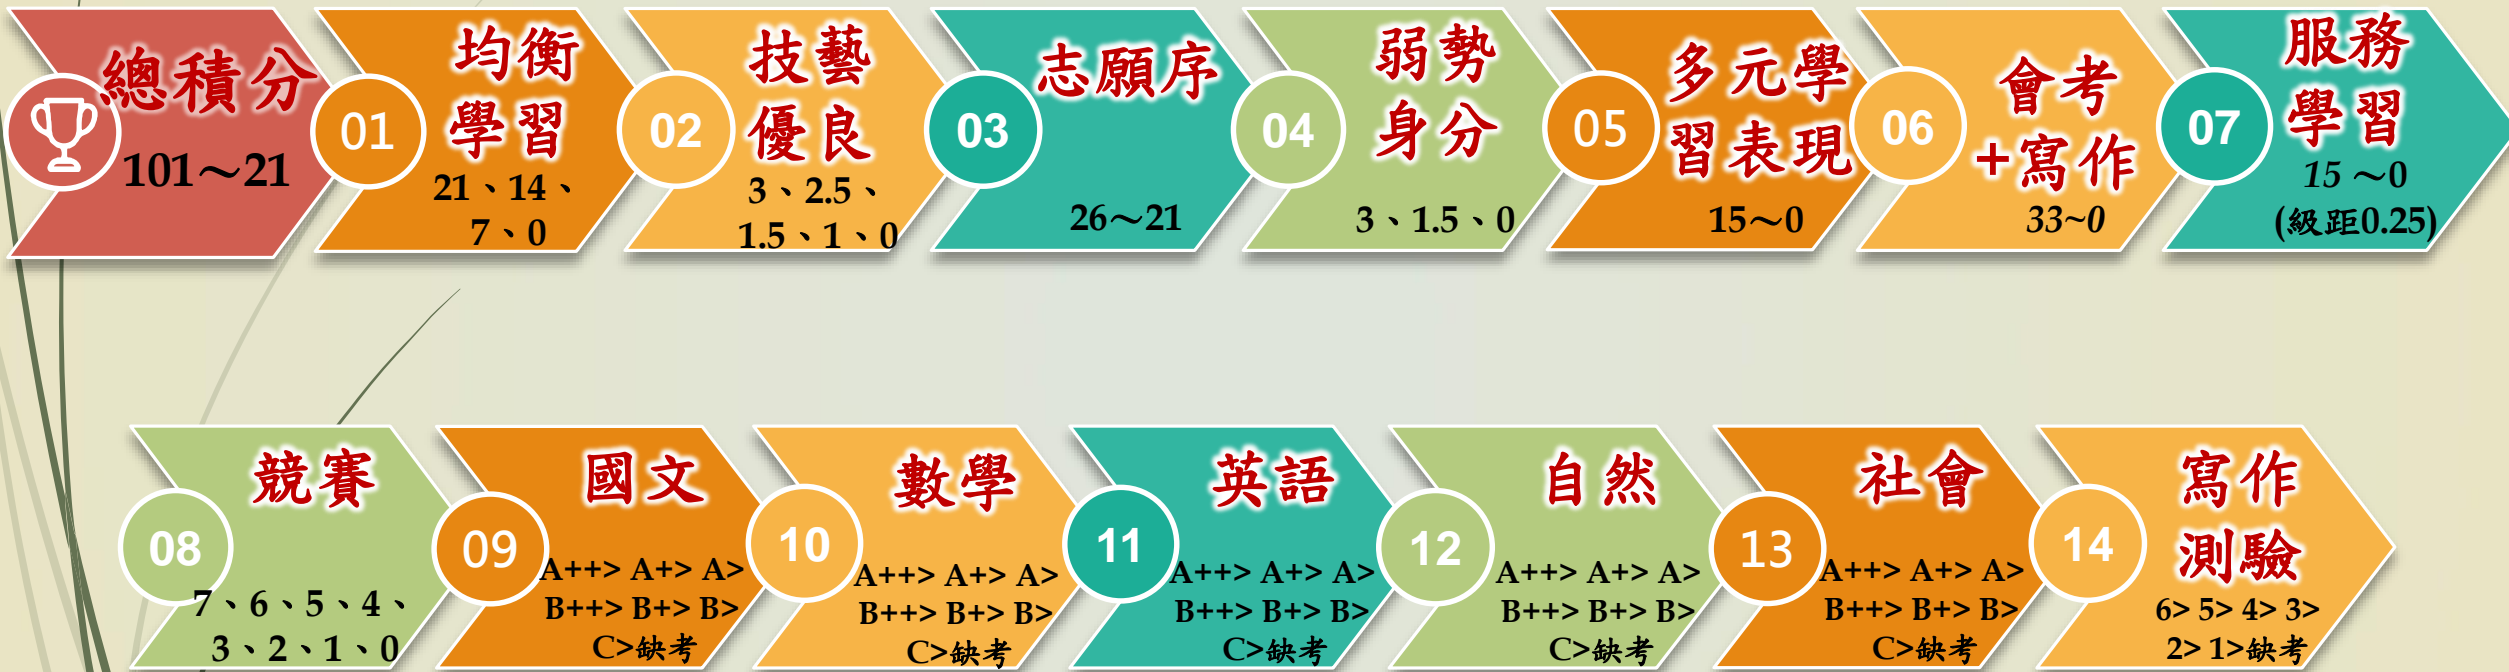 總積分
101～21
01
均衡
學習
21、14、
7、0
02
技藝
優良
3、2.5、
1.5、1、0
03
志願序
26～21
04
弱勢
身分
3、1.5、0
05
多元學
習表現
15～0
06
會考
+寫作
33~0
07
服務
學習
15 ～0
(級距0.25)
08
競賽
7、6、5、4、
3、2、1、0
09
國文
A++> A+> A>
B++> B+> B>
C>缺考
10
數學
A++> A+> A>
B++> B+> B>
C>缺考
11
英語
A++> A+> A>
B++> B+> B>
C>缺考
12
自然
A++> A+> A>
B++> B+> B>
C>缺考
13
社會
A++> A+> A>
B++> B+> B>
C>缺考
14
寫作
測驗
6> 5> 4> 3>
2> 1>缺考